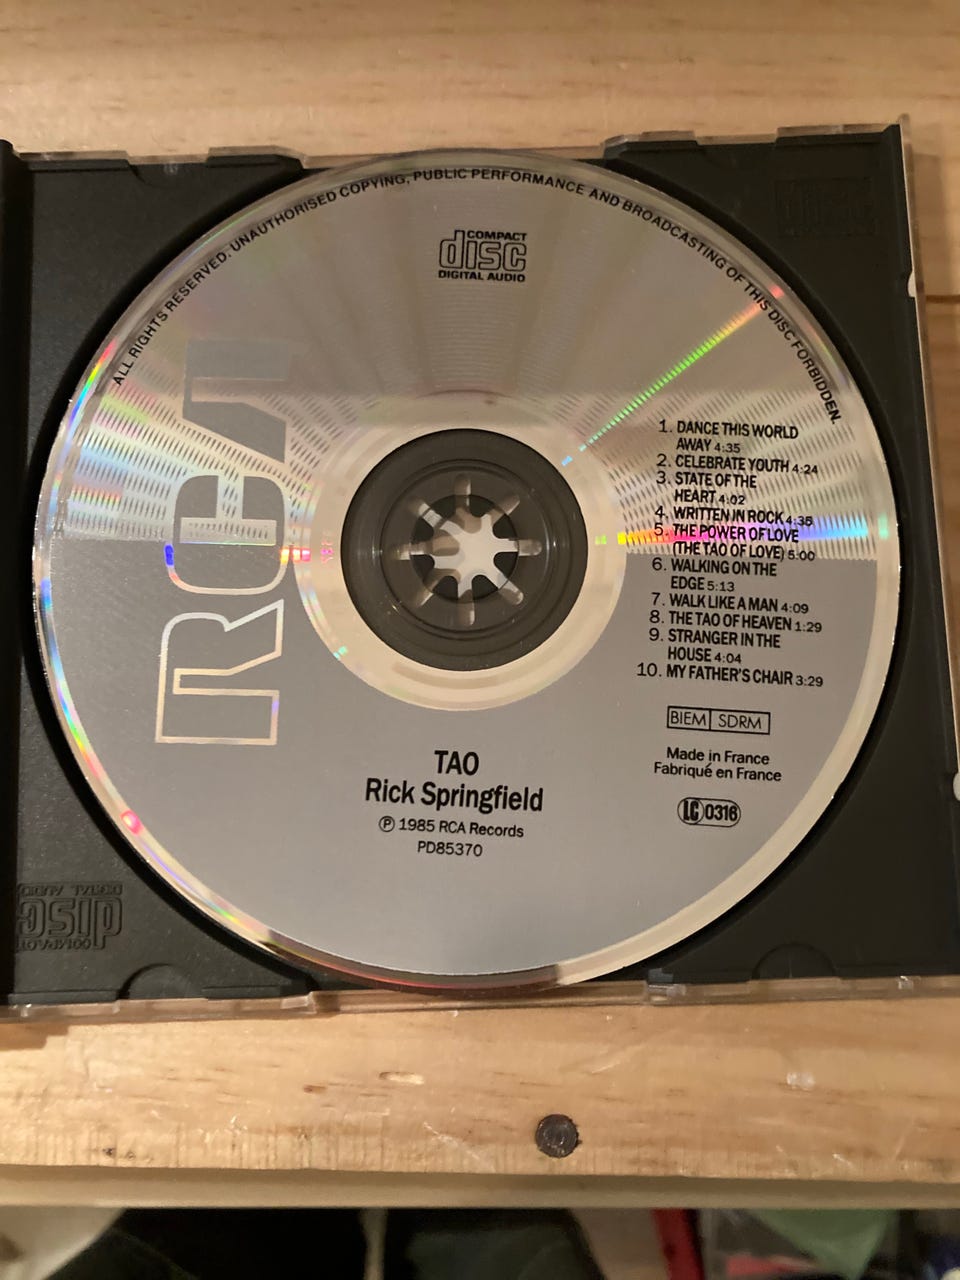 ALL RIGHTS RESERVED. UNAUTHORISED COPYING, PUBLIC PERFORMANCE AND BROADCASTING OF THIS DISC FORBIDDEN.
COMPACT
disc
DIGITAL AUDIO
RCA
1. DANCE THIS WORLD
AWAY 4:35
2. CELEBRATE YOUTH 4:24
3. STATE OF THE
HEART 4:02
4. WRITTEN IN ROCK 4:35
5. THE POWER OF LOVE
(THE TAO OF LOVE) 5:00
6. WALKING ON THE
EDGE 5:13
7. WALK LIKE A MAN 4:09
8. THE TAO OF HEAVEN 1:29
9. STRANGER IN THE
HOUSE 4:04
10. MY FATHER'S CHAIR 3:29
BIEM SDRM
Made in France
Fabriqué en France
LC 0316
TAO
Rick Springfield
℗ 1985 RCA Records
PD85370
COMPACT
disc
DIGITAL AUDIO